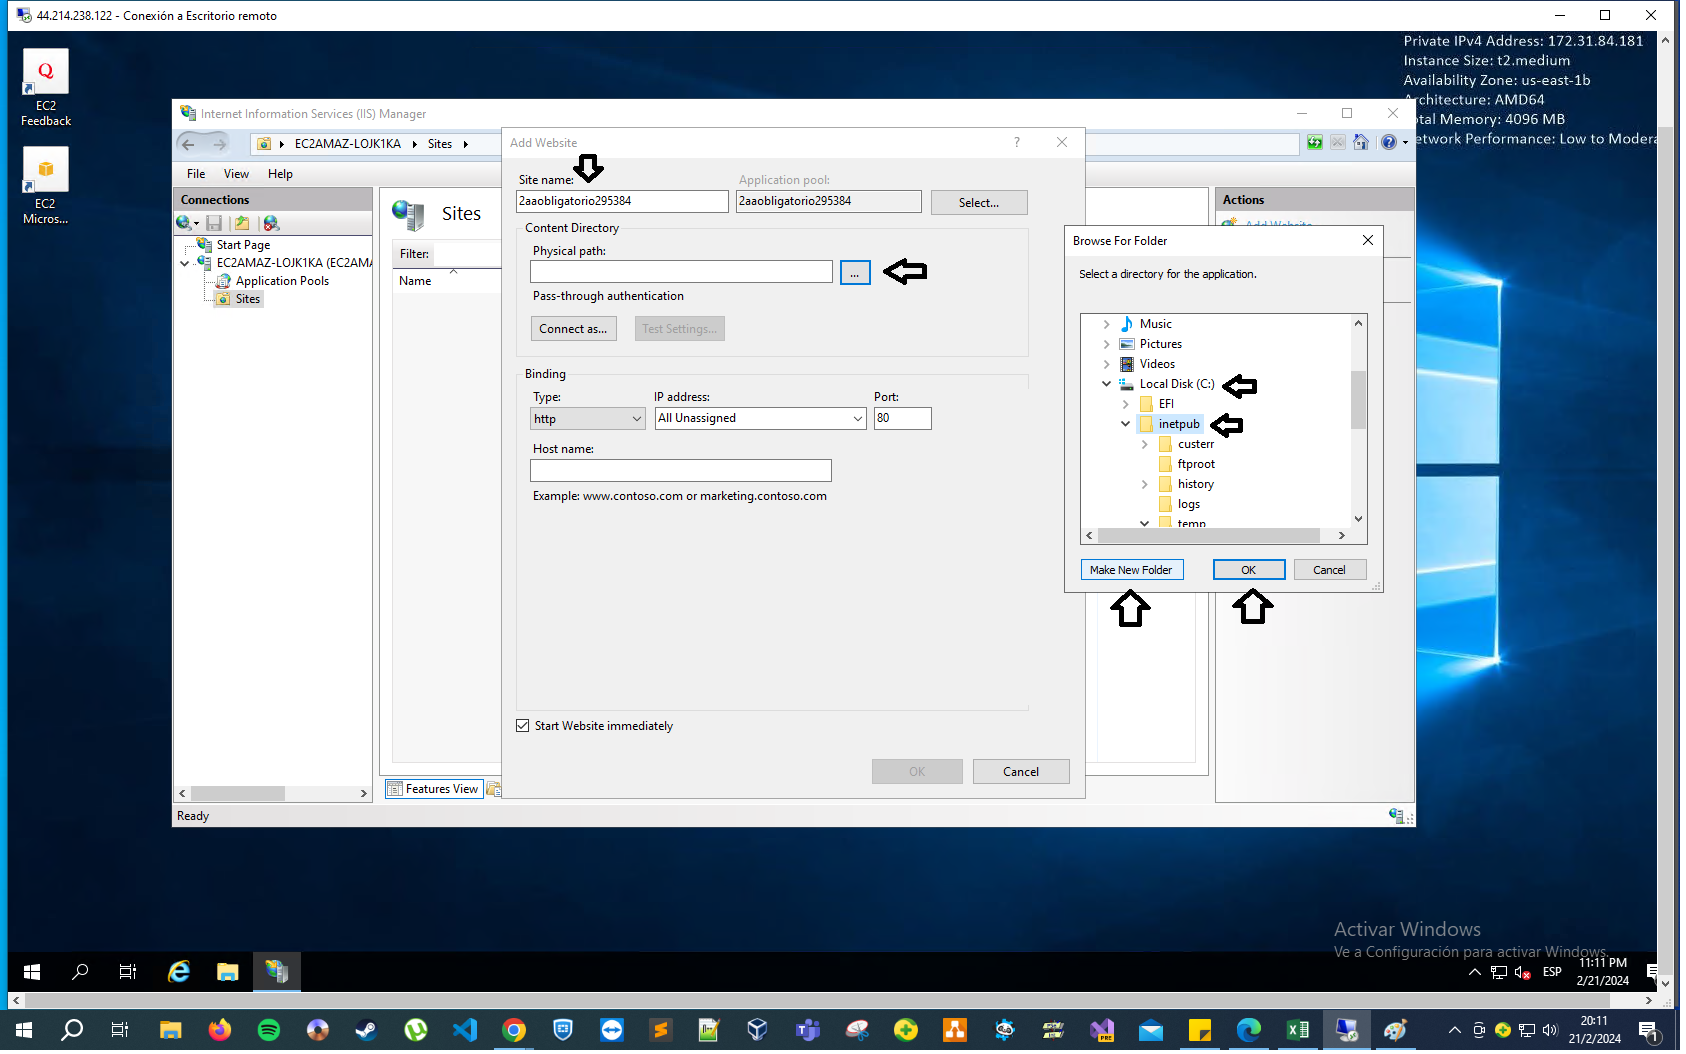 44.214.238.122 - Conexión a Escritorio remoto
Private IPv4 Address: 172.31.84.181
Instance Size: t2.medium
Availability Zone: us-east-1b
Architecture: AMD64
Total Memory: 4096 MB
Network Performance: Low to Modera
EC2
Feedback
EC2
Micros...
Internet Information Services (IIS) Manager
EC2AMAZ-LOJK1KA
Sites
File View Help
Connections
Start Page
EC2AMAZ-LOJK1KA (EC2AMA
Application Pools
Sites
Sites
Filter:
Name
Features View
Ready
Actions
Add Website...
Add Website
?
Site name:
Application pool:
2aaobligatorio295384
2aaobligatorio295384
Select...
Content Directory
Physical path:
...
Pass-through authentication
Connect as...
Test Settings...
Binding
Type:
IP address:
Port:
http
All Unassigned
80
Host name:
Example: www.contoso.com or marketing.contoso.com
Start Website immediately
OK
Cancel
Browse For Folder
Select a directory for the application.
Music
Pictures
Videos
Local Disk (C:)
EFI
inetpub
custerr
ftproot
history
logs
temp
Make New Folder
OK
Cancel
Activar Windows
Ve a Configuración para activar Windows.
ESP
11:11 PM
2/21/2024
20:11
21/2/2024
1